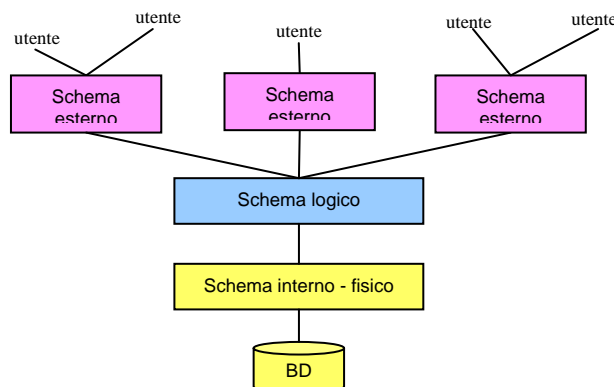 utente
utente
utente
utente
utente
Schema
esterno
Schema
esterno
Schema
esterno
Schema logico
Schema interno - fisico
BD